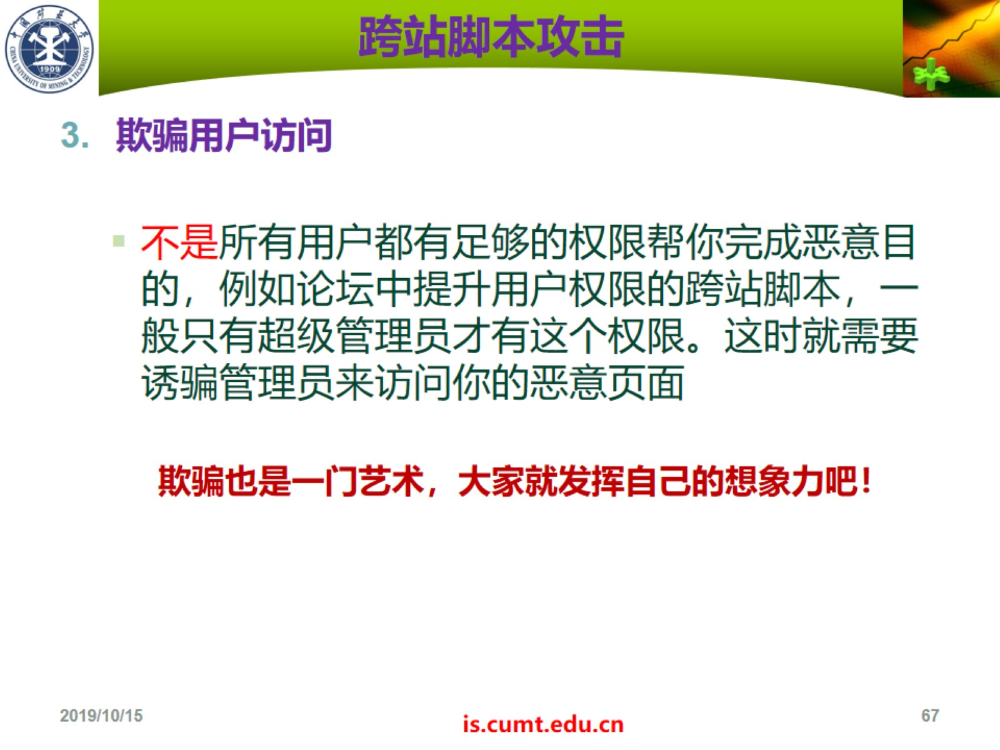 中国矿业大学
CHINA UNIVERSITY OF MINING & TECHNOLOGY
1909
跨站脚本攻击
3. 欺骗用户访问
不是所有用户都有足够的权限帮你完成恶意目
的，例如论坛中提升用户权限的跨站脚本，一
般只有超级管理员才有这个权限。这时就需要
诱骗管理员来访问你的恶意页面
欺骗也是一门艺术，大家就发挥自己的想象力吧！
2019/10/15
is.cumt.edu.cn
67